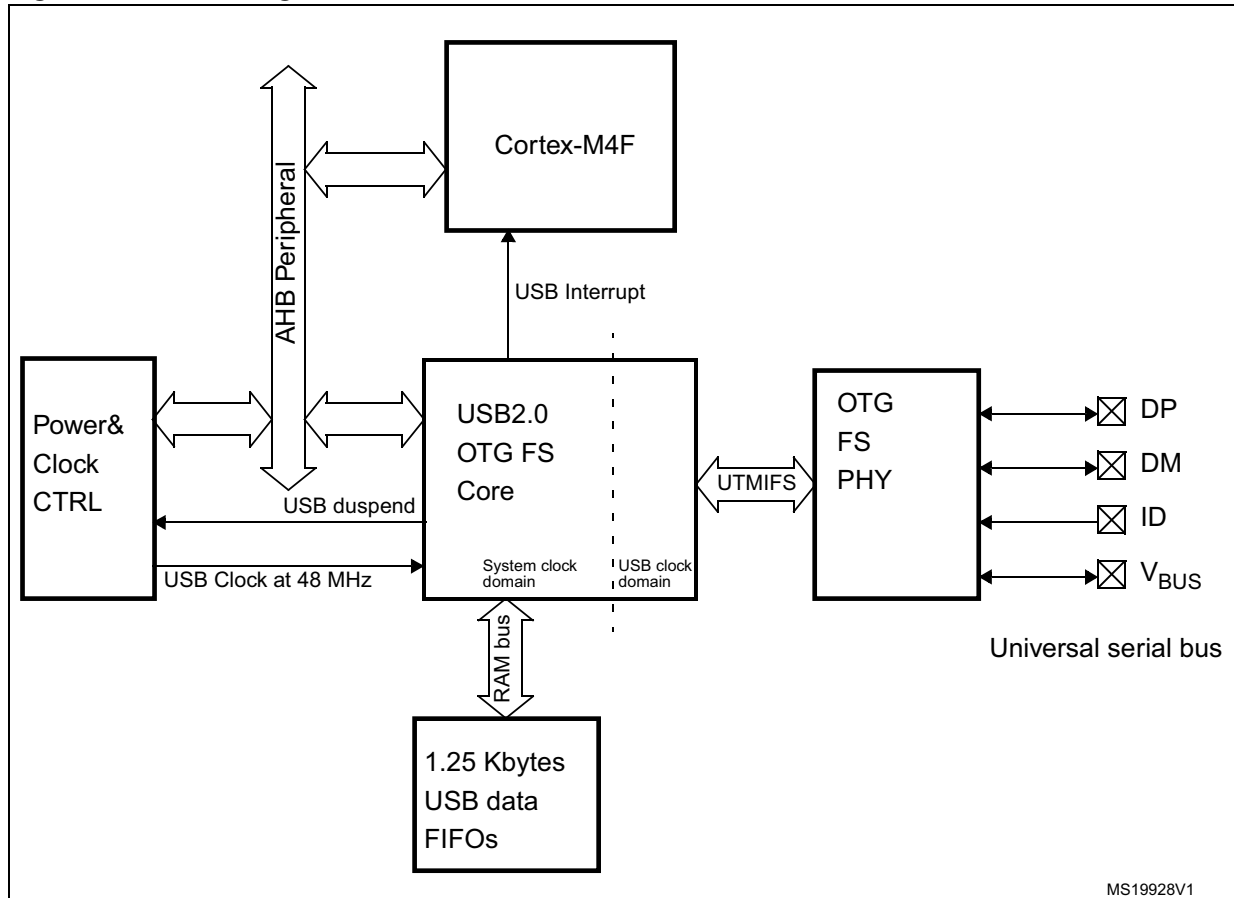 Cortex-M4F
AHB Peripheral
USB Interrupt
Power&
Clock
CTRL
USB2.0
OTG FS
Core
System clock
domain
USB clock
domain
USB duspend
USB Clock at 48 MHz
UTMIFS
OTG
FS
PHY
DP
DM
ID
VBUS
Universal serial bus
RAM bus
1.25 Kbytes
USB data
FIFOs
MS19928V1